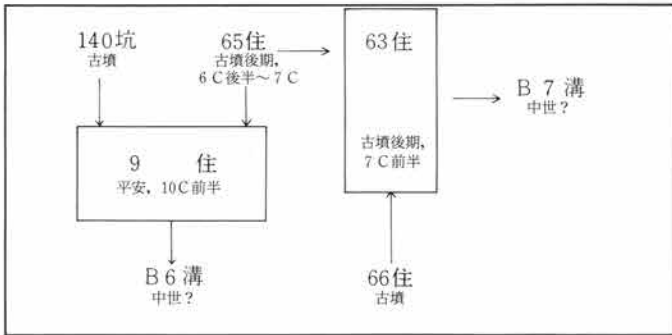 140坑
古墳
65住
古墳後期,
6C後半～7C
63住
古墳後期,
7C前半
B 7 溝
中世？
9 住
平安, 10C前半
B 6 溝
中世？
66住
古墳